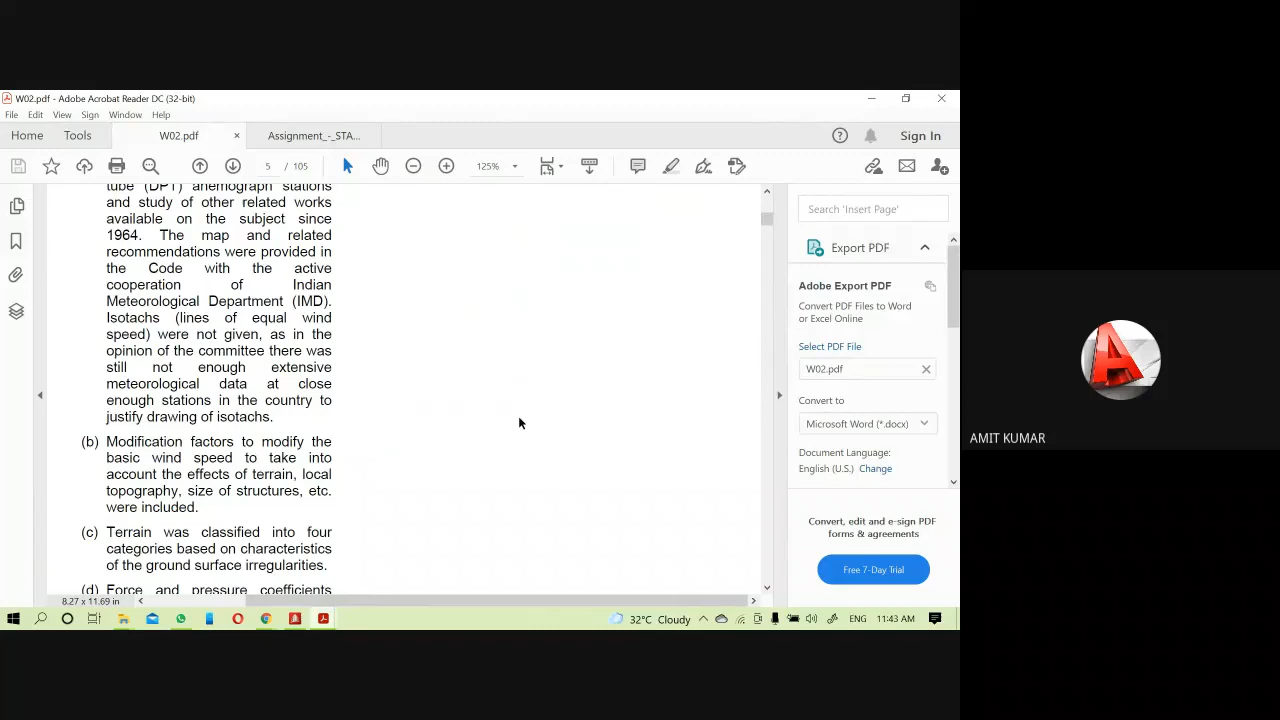 W02.pdf - Adobe Acrobat Reader DC (32-bit)
File Edit View Sign Window Help
Home Tools W02.pdf × Assignment_-_STA... Sign In
5 / 105 125%
tube (DPT) anemograph stations
and study of other related works
available on the subject since
1964. The map and related
recommendations were provided in
the Code with the active
cooperation of Indian
Meteorological Department (IMD).
Isotachs (lines of equal wind
speed) were not given, as in the
opinion of the committee there was
still not enough extensive
meteorological data at close
enough stations in the country to
justify drawing of isotachs.
(b) Modification factors to modify the
basic wind speed to take into
account the effects of terrain, local
topography, size of structures, etc.
were included.
(c) Terrain was classified into four
categories based on characteristics
of the ground surface irregularities.
(d) Force and pressure coefficients
8.27 x 11.69 in
Search 'Insert Page'
Export PDF
Adobe Export PDF
Convert PDF Files to Word
or Excel Online
Select PDF File
W02.pdf
Convert to
Microsoft Word (*.docx)
Document Language:
English (U.S.) Change
Convert, edit and e-sign PDF
forms & agreements
Free 7-Day Trial
32°C Cloudy ENG 11:43 AM
AMIT KUMAR